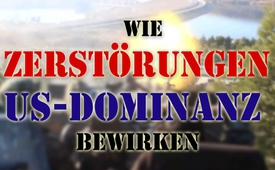 WIE
ZERSTÖRUNGEN
US-DOMINANZ
BEWIRKEN